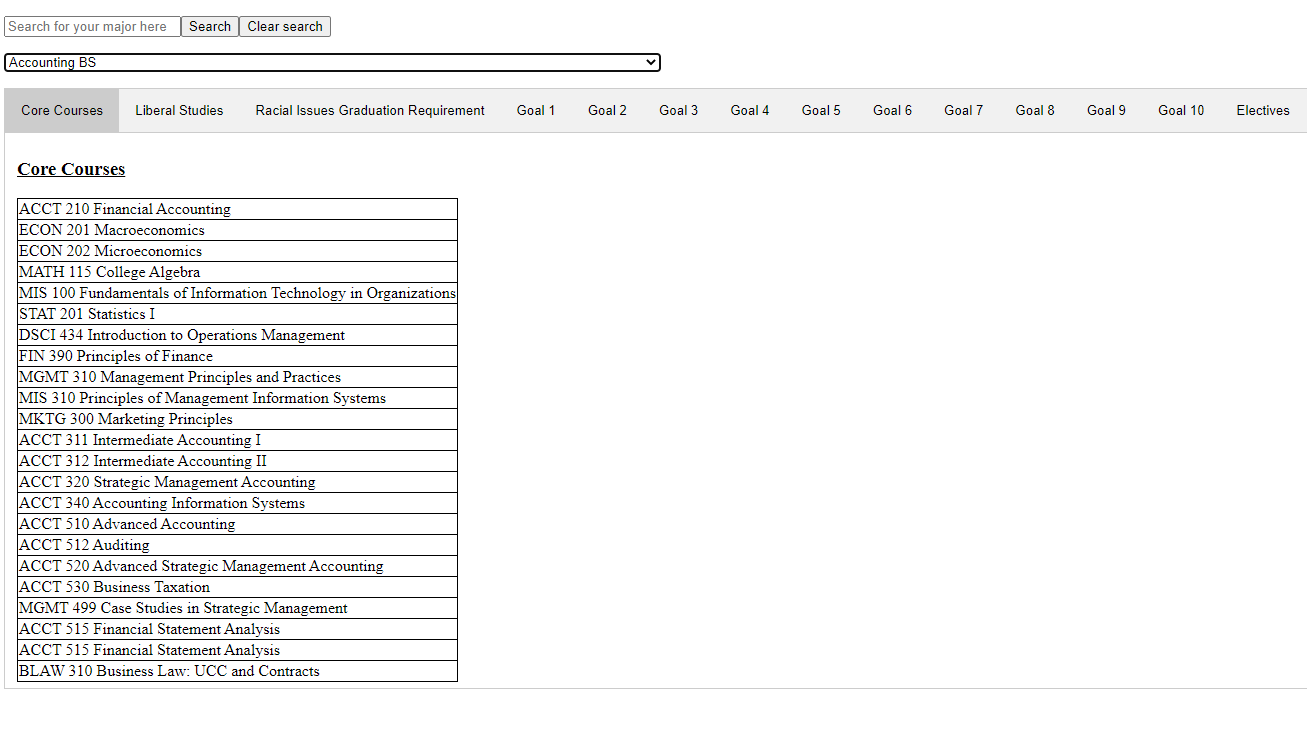 Search for your major here Search Clear search
Accounting BS
Core Courses Liberal Studies Racial Issues Graduation Requirement Goal 1 Goal 2 Goal 3 Goal 4 Goal 5 Goal 6 Goal 7 Goal 8 Goal 9 Goal 10 Electives
Core Courses
ACCT 210 Financial Accounting
ECON 201 Macroeconomics
ECON 202 Microeconomics
MATH 115 College Algebra
MIS 100 Fundamentals of Information Technology in Organizations
STAT 201 Statistics I
DSCI 434 Introduction to Operations Management
FIN 390 Principles of Finance
MGMT 310 Management Principles and Practices
MIS 310 Principles of Management Information Systems
MKTG 300 Marketing Principles
ACCT 311 Intermediate Accounting I
ACCT 312 Intermediate Accounting II
ACCT 320 Strategic Management Accounting
ACCT 340 Accounting Information Systems
ACCT 510 Advanced Accounting
ACCT 512 Auditing
ACCT 520 Advanced Strategic Management Accounting
ACCT 530 Business Taxation
MGMT 499 Case Studies in Strategic Management
ACCT 515 Financial Statement Analysis
ACCT 515 Financial Statement Analysis
BLAW 310 Business Law: UCC and Contracts